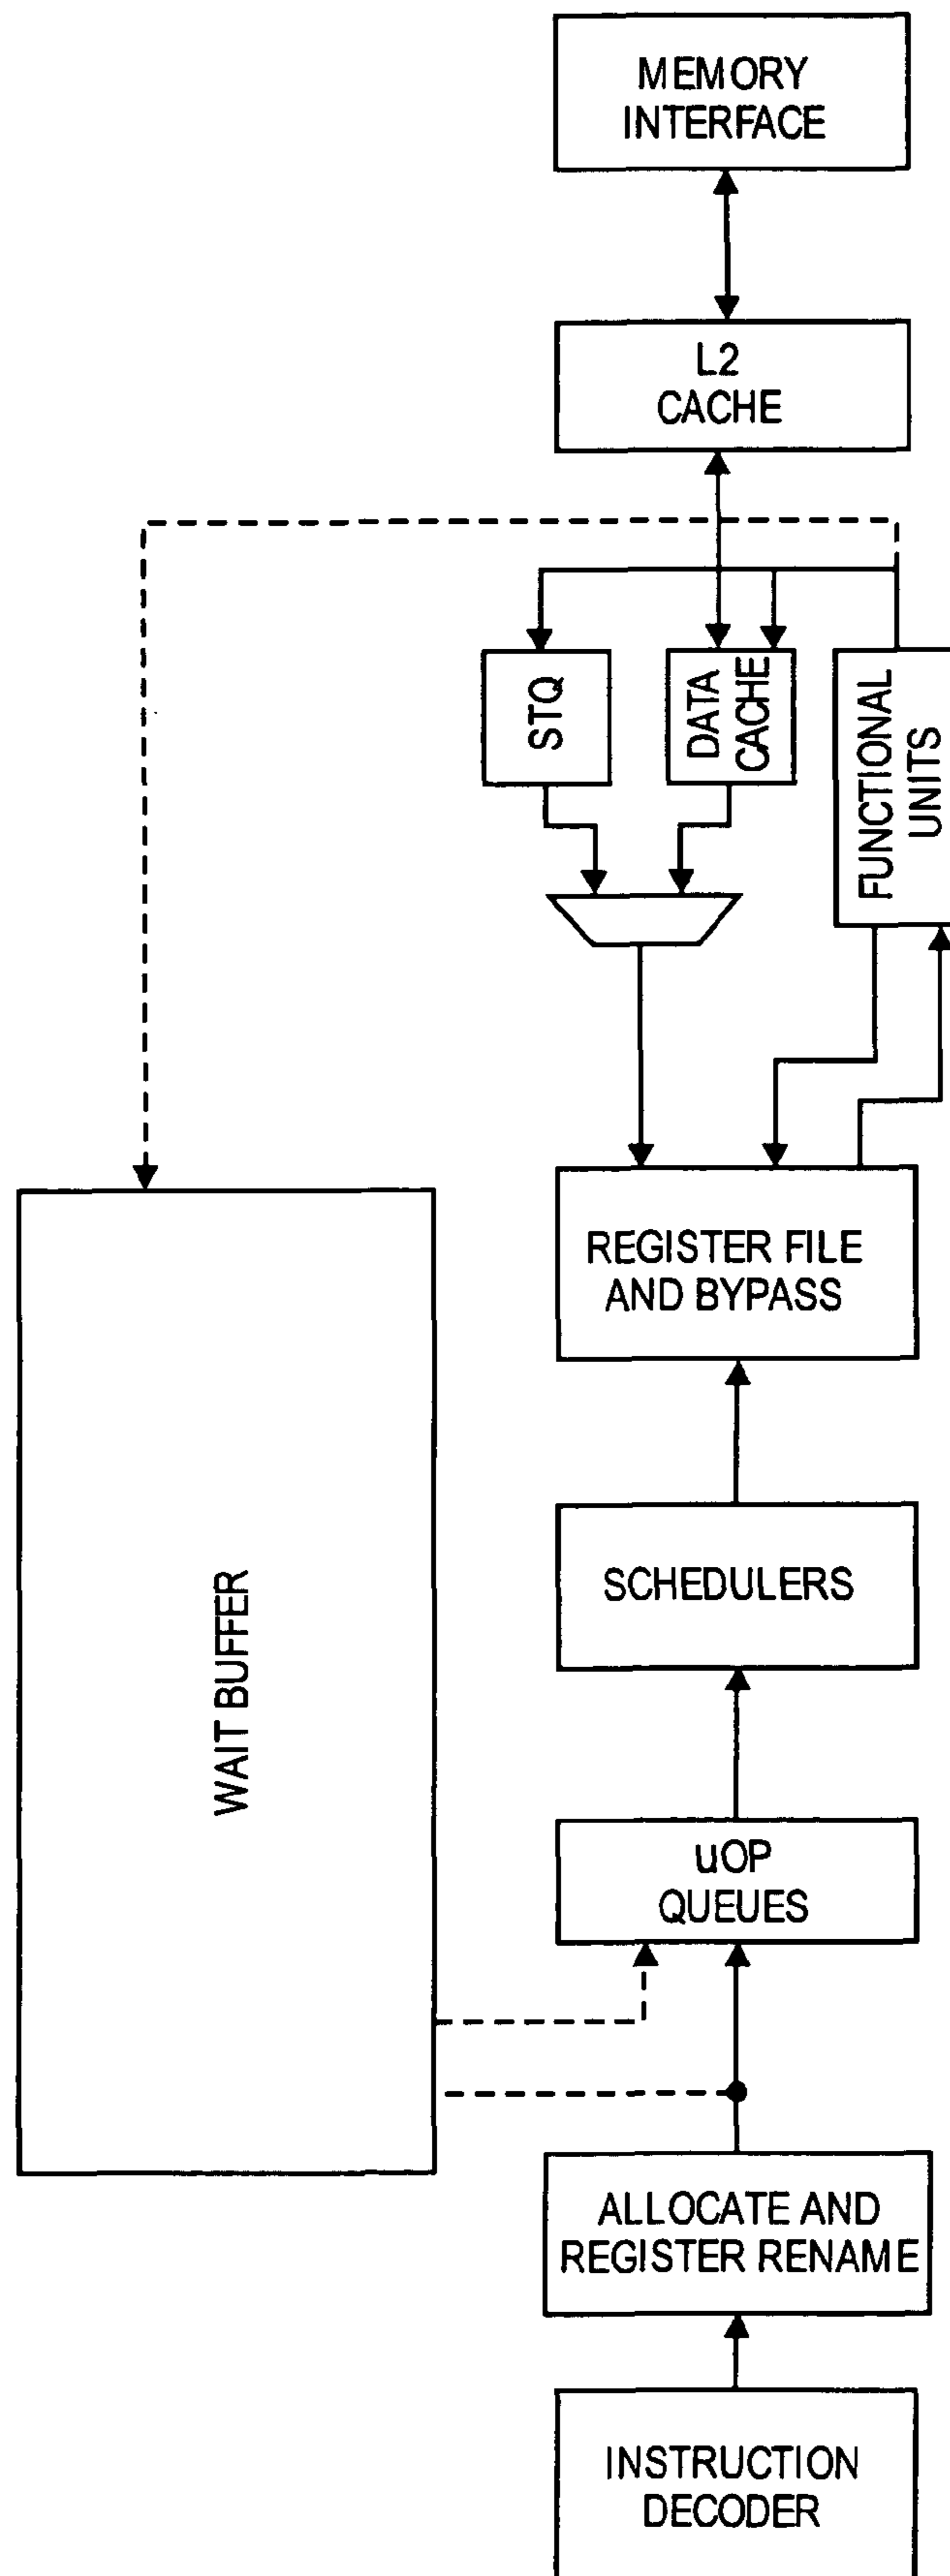 MEMORY
INTERFACE
L2
CACHE
STQ
DATA
CACHE
FUNCTIONAL
UNITS
REGISTER FILE
AND BYPASS
SCHEDULERS
WAIT BUFFER
uOP
QUEUES
ALLOCATE AND
REGISTER RENAME
INSTRUCTION
DECODER